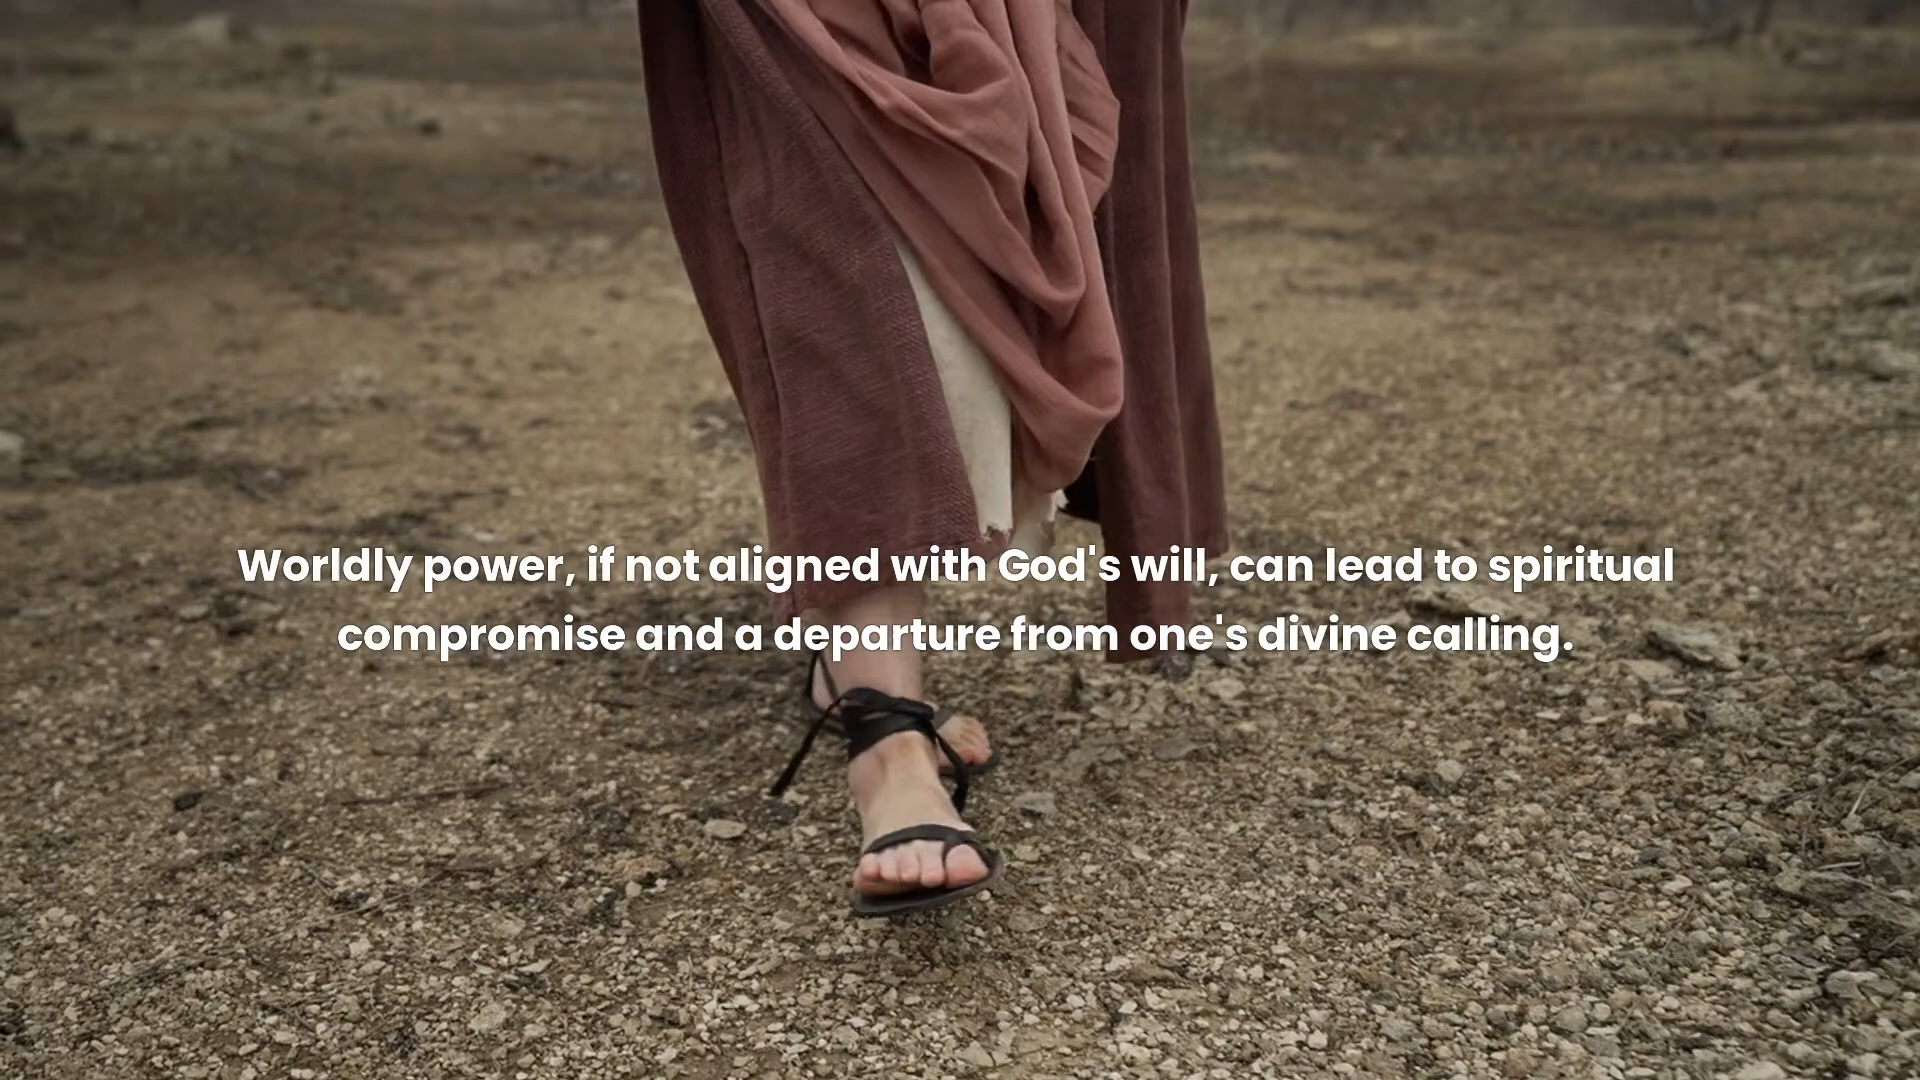 Worldly power, if not aligned with God's will, can lead to spiritual
compromise and a departure from one's divine calling.